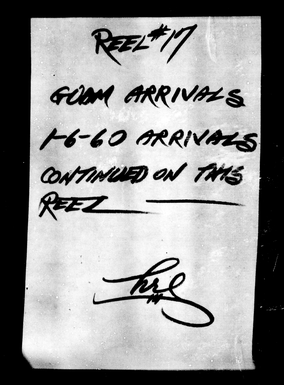 REEL #17
GUAM ARRIVALS
1-6-60 ARRIVALS
CONTINUED ON THIS
REEL